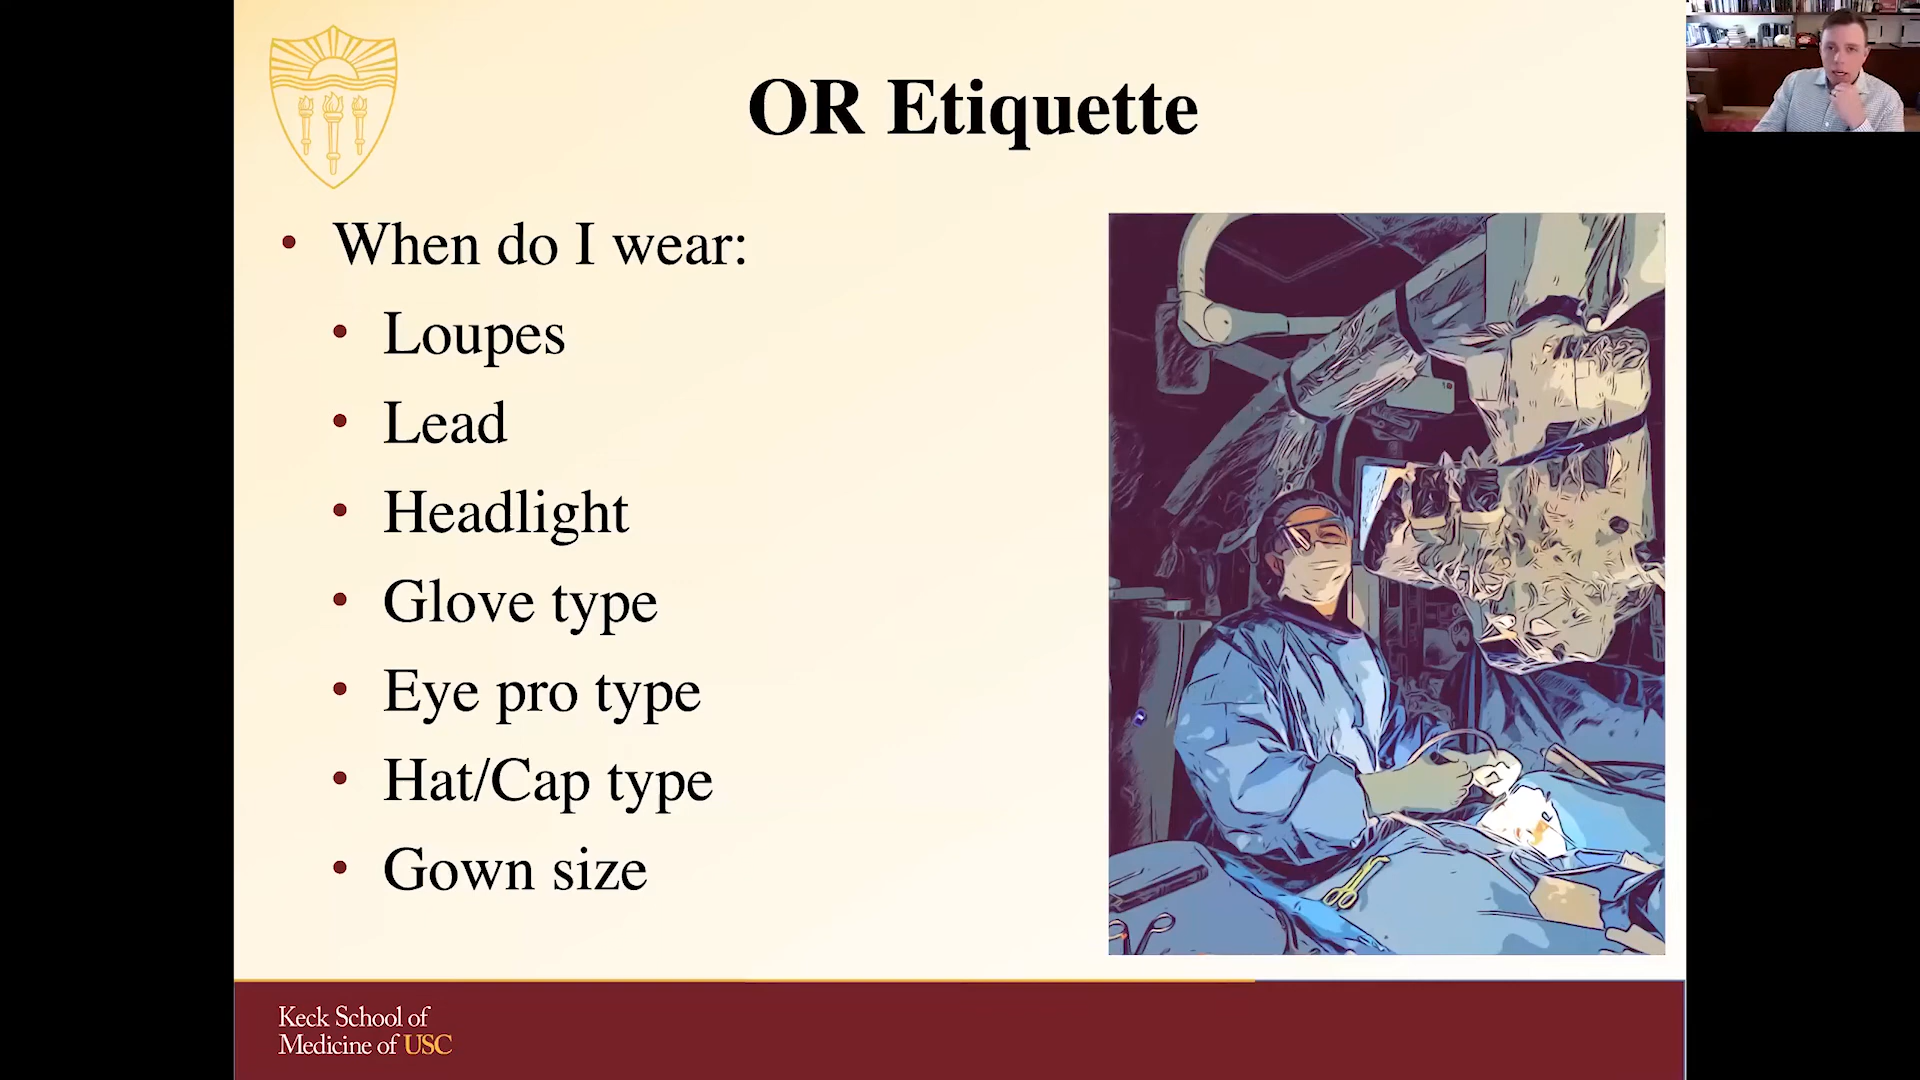 OR Etiquette
• When do I wear:
• Loupes
• Lead
• Headlight
• Glove type
• Eye pro type
• Hat/Cap type
• Gown size
Keck School of
Medicine of USC